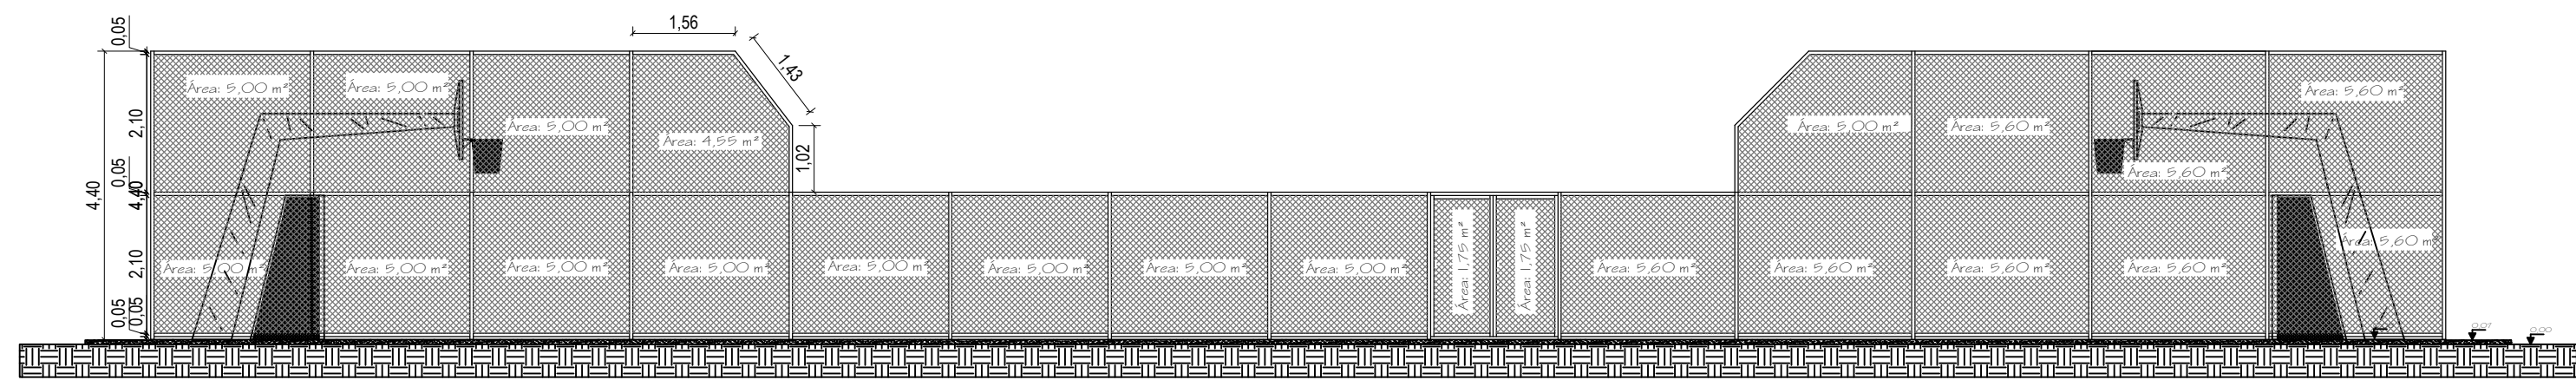 0,05
1,56
1,43
Área: 5,00 m²
Área: 5,00 m²
Área: 5,00 m²
Área: 4,55 m²
Área: 5,00 m²
Área: 5,60 m²
Área: 5,60 m²
Área: 5,60 m²
2,10
1,02
0,05
4,40
4,40
2,10
0,05
0,05
Área: 5,00 m²
Área: 5,00 m²
Área: 5,00 m²
Área: 5,00 m²
Área: 5,00 m²
Área: 5,00 m²
Área: 5,00 m²
Área: 5,00 m²
Área: 1,75 m²
Área: 1,75 m²
Área: 5,60 m²
Área: 5,60 m²
Área: 5,60 m²
Área: 5,60 m²
Área: 5,60 m²
0,07
0,00